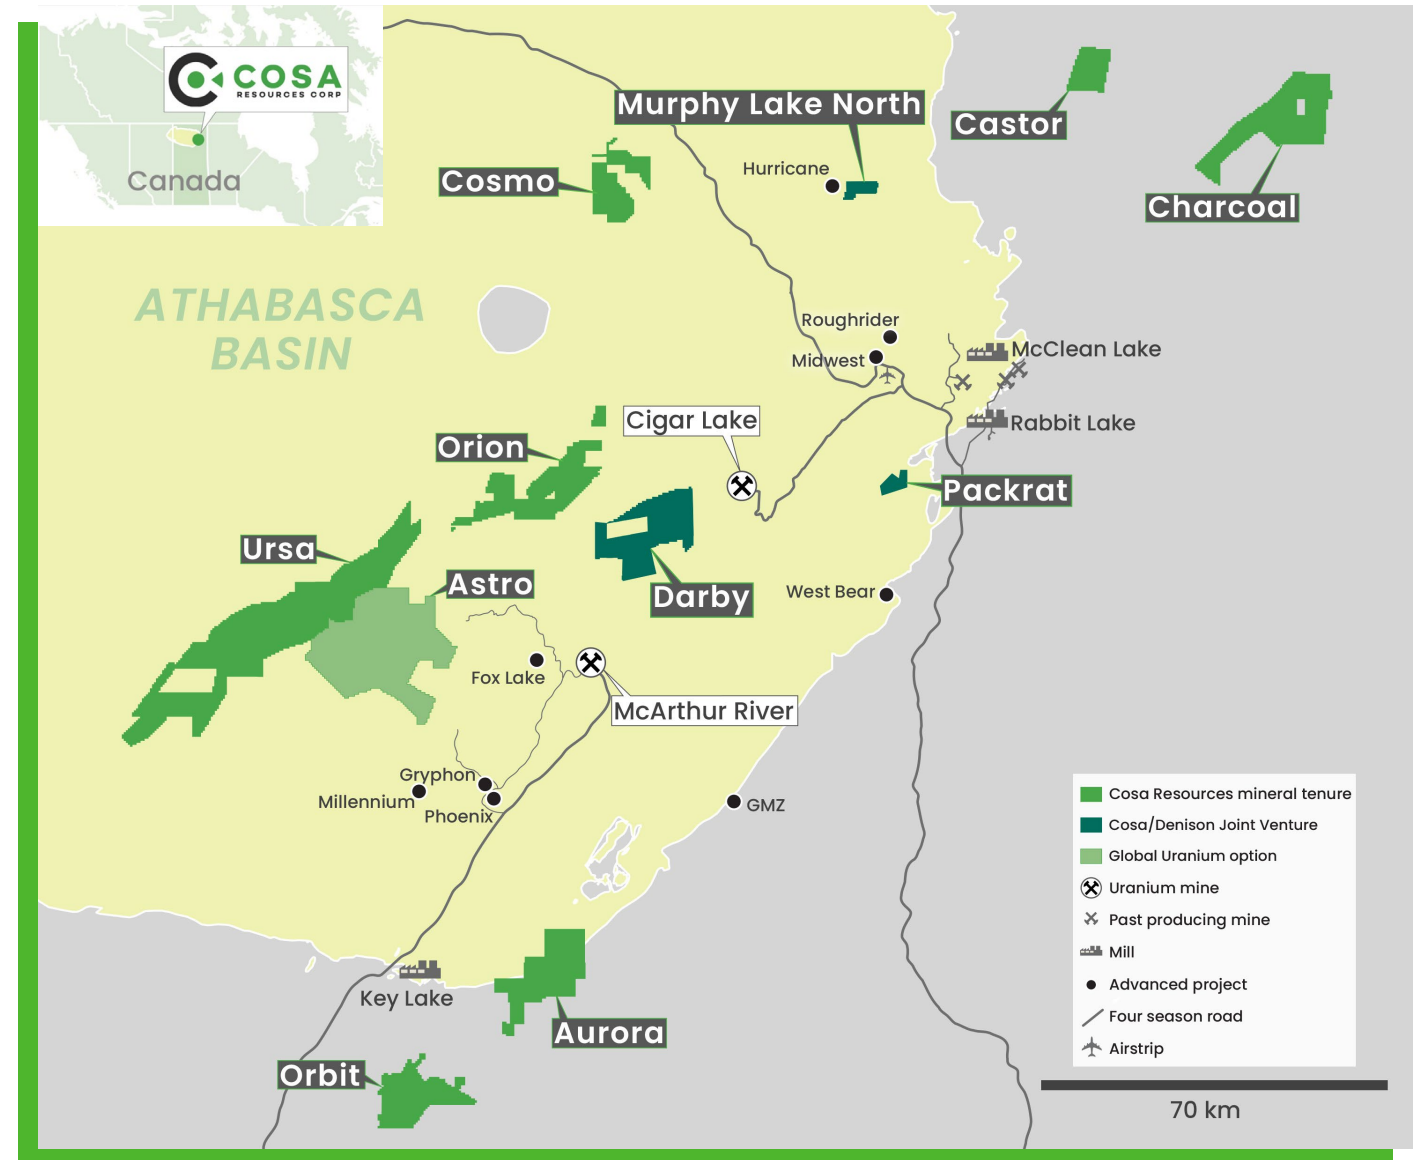 COSA
RESOURCES CORP
Canada
Murphy Lake North
Castor
Hurricane
Cosmo
Charcoal
ATHABASCA
BASIN
Roughrider
Midwest
McClean Lake
Cigar Lake
Rabbit Lake
Orion
Packrat
Ursa
Astro
Darby
West Bear
Fox Lake
McArthur River
Gryphon
Millennium
Phoenix
GMZ
Cosa Resources mineral tenure
Cosa/Denison Joint Venture
Global Uranium option
Uranium mine
Past producing mine
Mill
Advanced project
Four season road
Airstrip
Key Lake
Aurora
Orbit
70 km